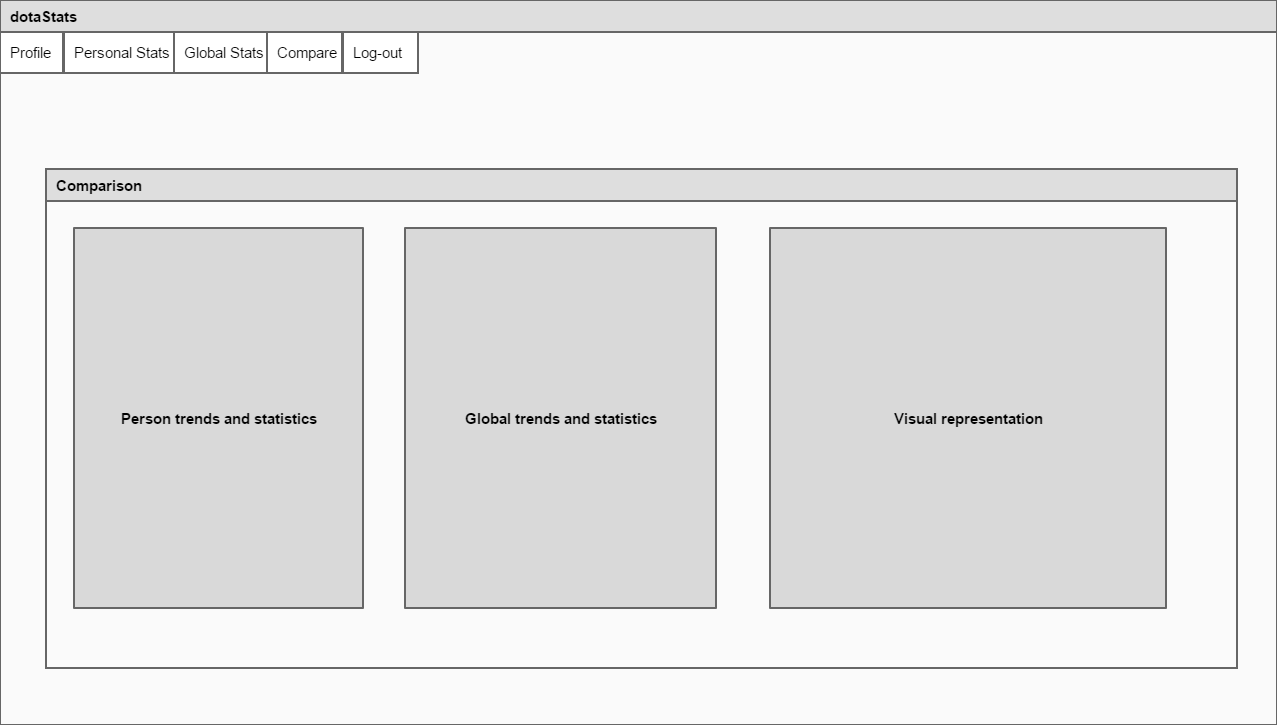 dotaStats
Profile Personal Stats Global Stats Compare Log-out
Comparison
Person trends and statistics Global trends and statistics Visual representation